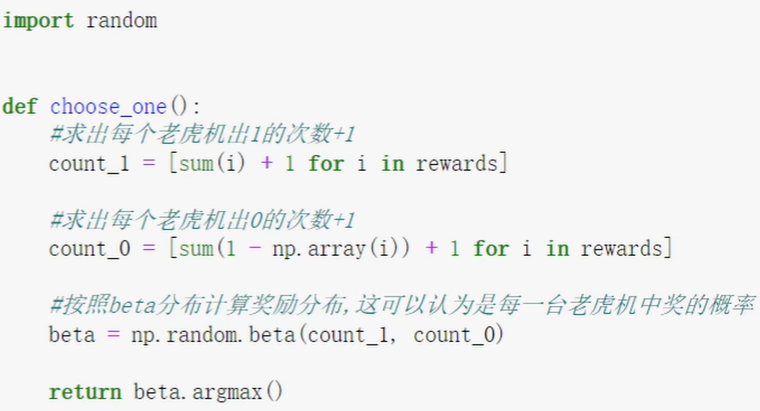 import random
def choose_one():
    #求出每个老虎机出1的次数+1
    count_1 = [sum(i) + 1 for i in rewards]
    #求出每个老虎机出0的次数+1
    count_0 = [sum(1 - np.array(i)) + 1 for i in rewards]
    #按照beta分布计算奖励分布,这可以认为是每一台老虎机中奖的概率
    beta = np.random.beta(count_1, count_0)
    return beta.argmax()